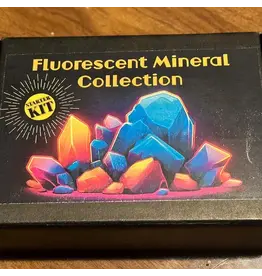 Fluorescent Mineral
Collection
STARTER
KIT